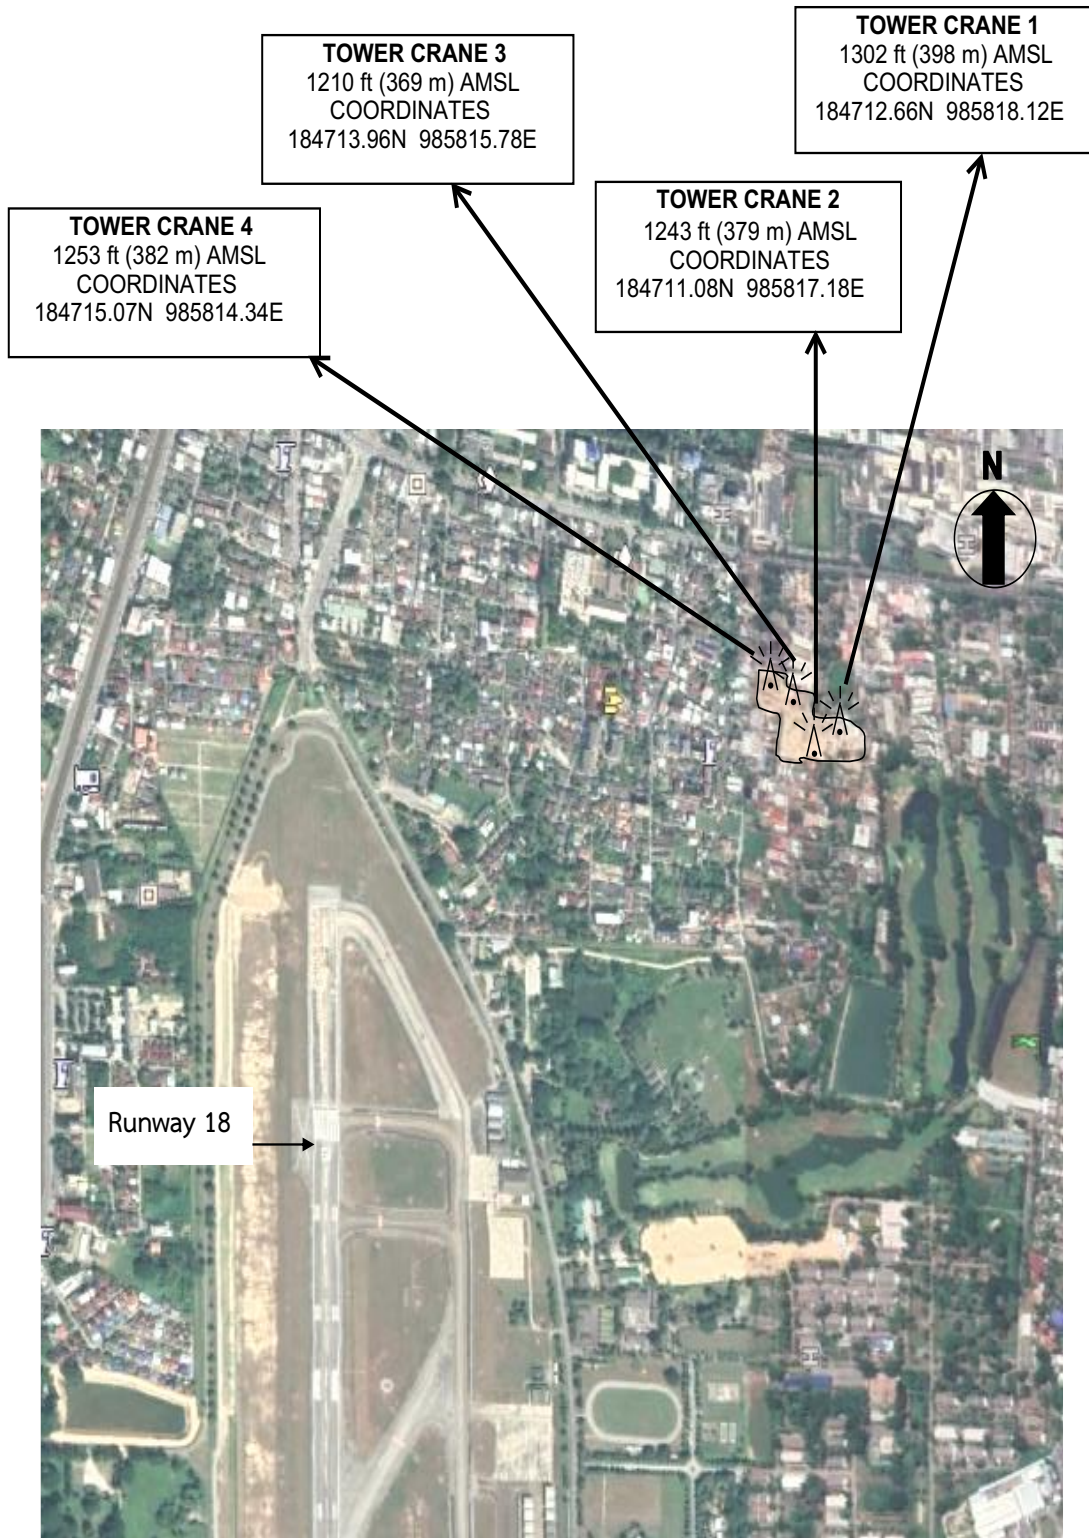 TOWER CRANE 1
1302 ft (398 m) AMSL
COORDINATES
184712.66N 985818.12E
TOWER CRANE 3
1210 ft (369 m) AMSL
COORDINATES
184713.96N 985815.78E
TOWER CRANE 2
1243 ft (379 m) AMSL
COORDINATES
184711.08N 985817.18E
TOWER CRANE 4
1253 ft (382 m) AMSL
COORDINATES
184715.07N 985814.34E
N
Runway 18